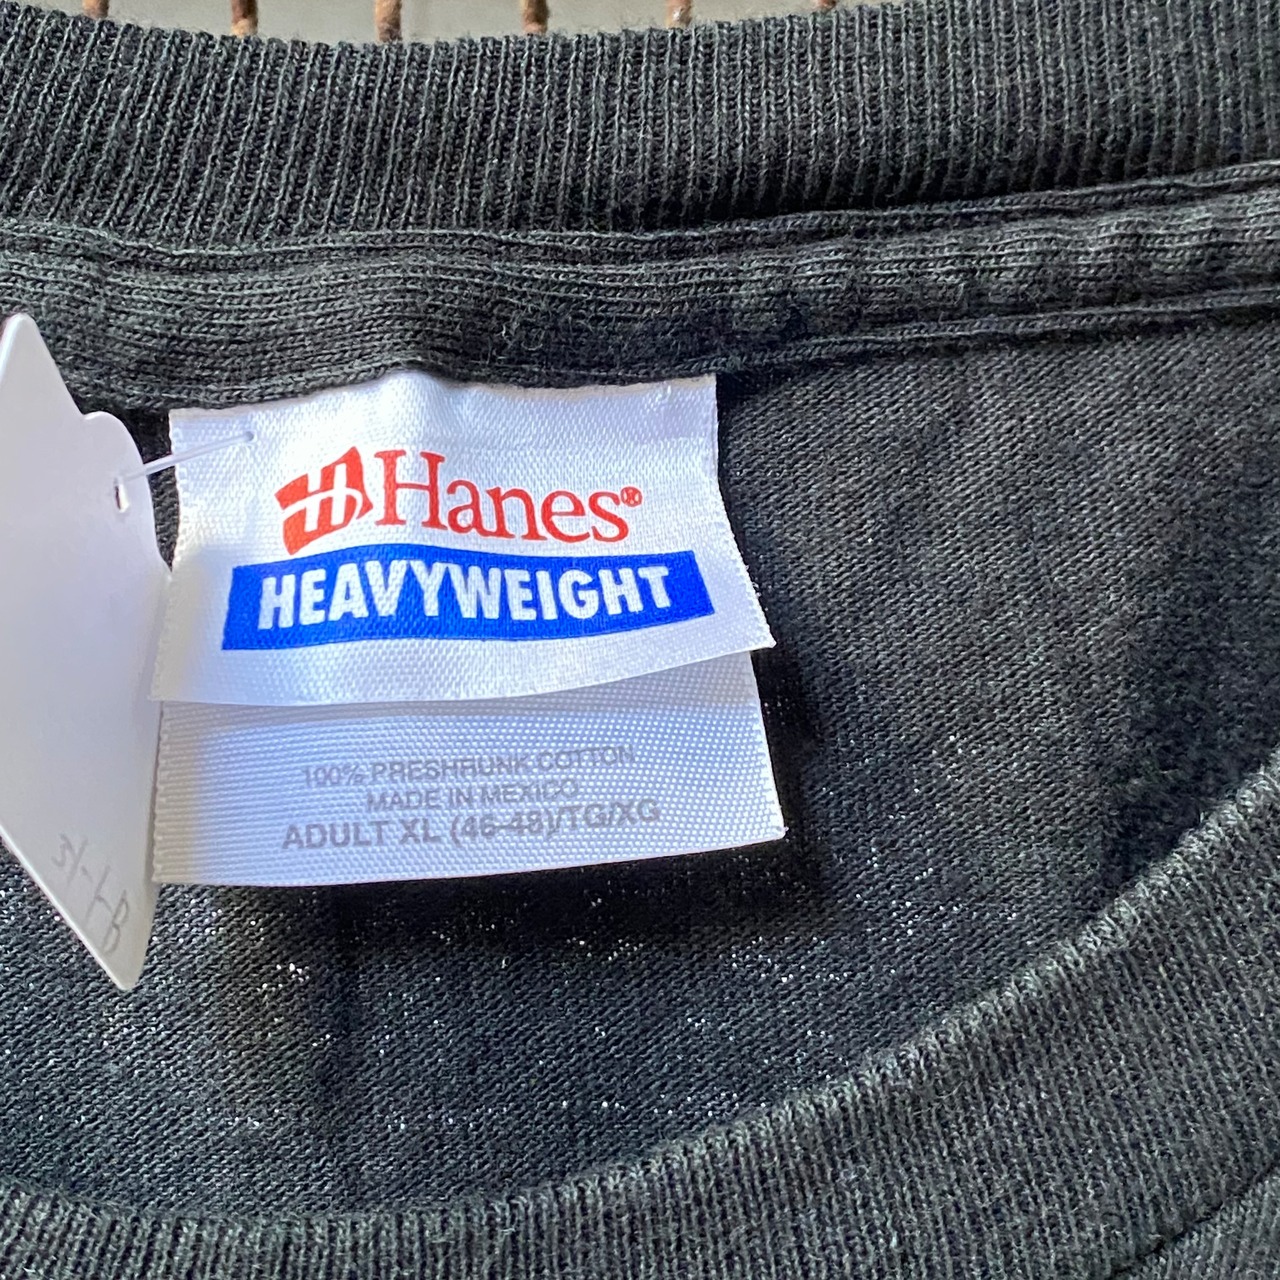 Hanes®
HEAVYWEIGHT
100% PRESHRUNK COTTON
MADE IN MEXICO
ADULT XL (46-48)/TG/XG